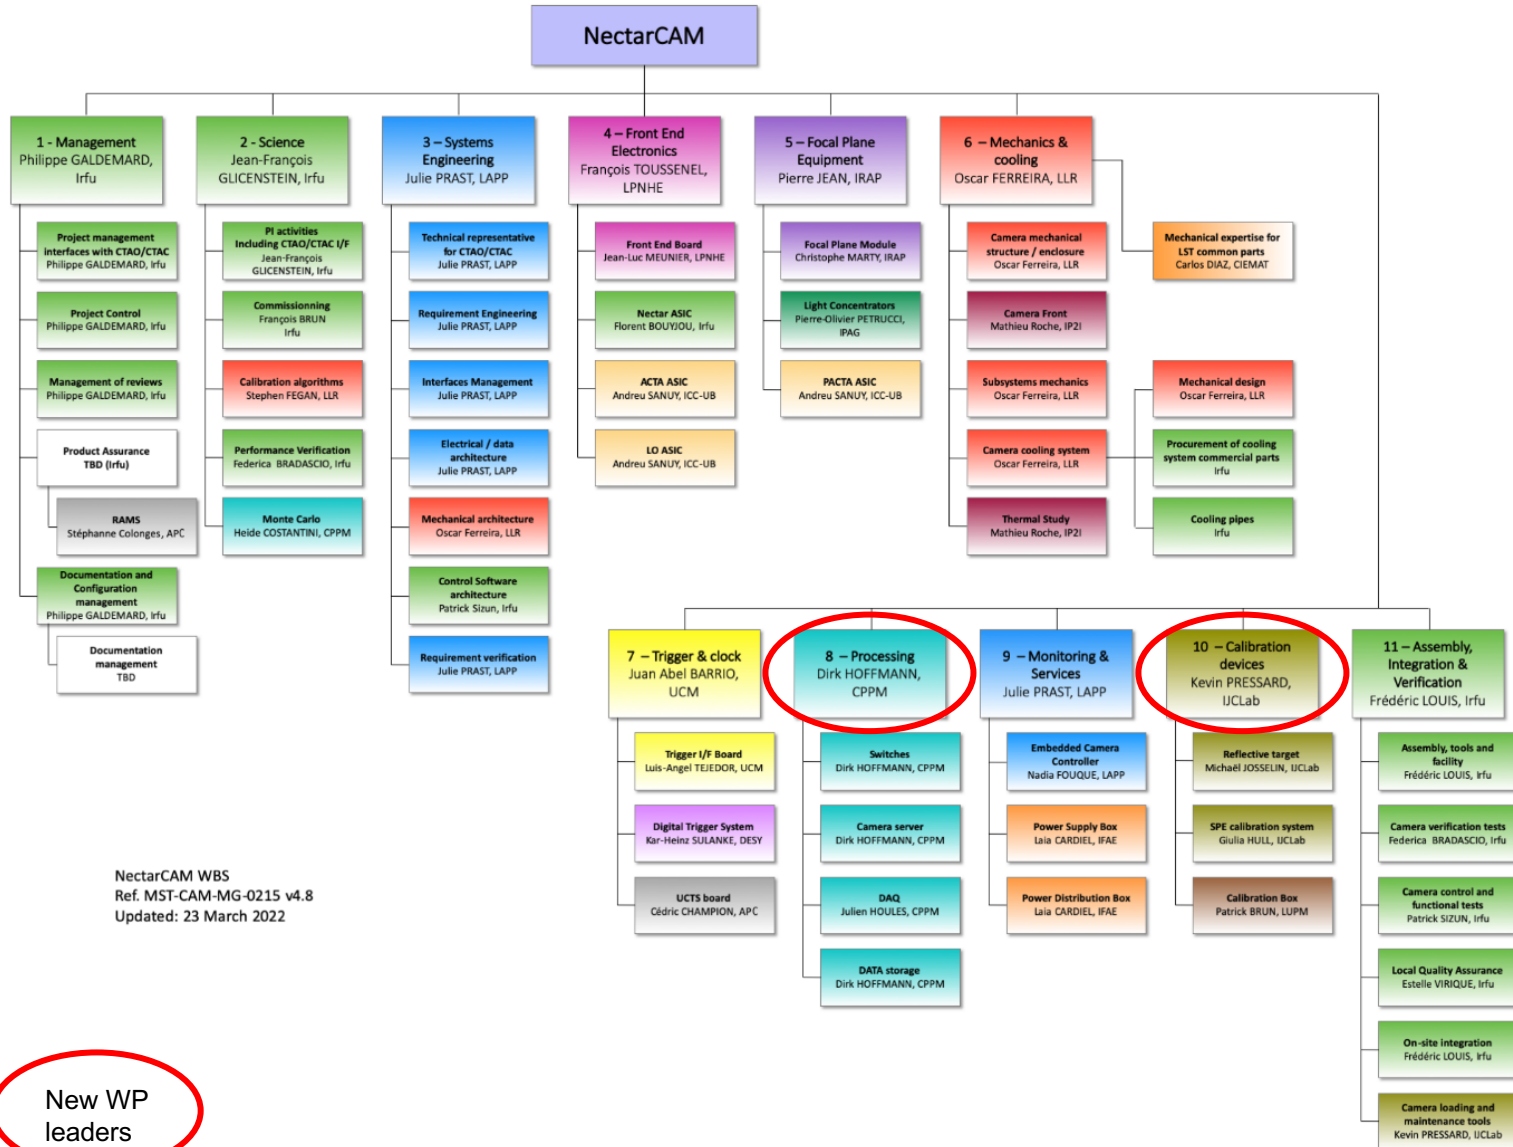 NectarCAM
1 - Management
Philippe GALDEMARD,
Irfu
Project management
interfaces with CTAO/CTAC
Philippe GALDEMARD, Irfu
Project Control
Philippe GALDEMARD, Irfu
Management of reviews
Philippe GALDEMARD, Irfu
Product Assurance
TBD (Irfu)
RAMS
Stéphanne Colonges, APC
Documentation and
Configuration
management
Philippe GALDEMARD, Irfu
Documentation
management
TBD
2 - Science
Jean-François
GLICENSTEIN, Irfu
PI activities
Including CTAO/CTAC I/F
Jean-François
GLICENSTEIN, Irfu
Commissionning
François BRUN
Irfu
Calibration algorithms
Stephen FEGAN, LLR
Performance Verification
Federica BRADASCIO, Irfu
Monte Carlo
Heide COSTANTINI, CPPM
3 – Systems
Engineering
Julie PRAST, LAPP
Technical representative
for CTAO/CTAC
Julie PRAST, LAPP
Requirement Engineering
Julie PRAST, LAPP
Interfaces Management
Julie PRAST, LAPP
Electrical / data
architecture
Julie PRAST, LAPP
Mechanical architecture
Oscar Ferreira, LLR
Control Software
architecture
Patrick Sizun, Irfu
Requirement verification
Julie PRAST, LAPP
4 – Front End
Electronics
François TOUSSENEL,
LPNHE
Front End Board
Jean-Luc MEUNIER, LPNHE
Nectar ASIC
Florent BOUYJOU, Irfu
ACTA ASIC
Andreu SANUY, ICC-UB
LO ASIC
Andreu SANUY, ICC-UB
5 – Focal Plane
Equipment
Pierre JEAN, IRAP
Focal Plane Module
Christophe MARTY, IRAP
Light Concentrators
Pierre-Olivier PETRUCCI,
IPAG
PACTA ASIC
Andreu SANUY, ICC-UB
6 – Mechanics &
cooling
Oscar FERREIRA, LLR
Camera mechanical
structure / enclosure
Oscar Ferreira, LLR
Camera Front
Mathieu Roche, IP2I
Subsystems mechanics
Oscar Ferreira, LLR
Camera cooling system
Oscar Ferreira, LLR
Thermal Study
Mathieu Roche, IP2I
Mechanical expertise for
LST common parts
Carlos DIAZ, CIEMAT
Mechanical design
Oscar Ferreira, LLR
Procurement of cooling
system commercial parts
Irfu
Cooling pipes
Irfu
7 – Trigger & clock
Juan Abel BARRIO,
UCM
Trigger I/F Board
Luis-Angel TEJEDOR, UCM
Digital Trigger System
Kar-Heinz SULANKE, DESY
UCTS board
Cédric CHAMPION, APC
8 – Processing
Dirk HOFFMANN,
CPPM
Switches
Dirk HOFFMANN, CPPM
Camera server
Dirk HOFFMANN, CPPM
DAQ
Julien HOULES, CPPM
DATA storage
Dirk HOFFMANN, CPPM
9 – Monitoring &
Services
Julie PRAST, LAPP
Embedded Camera
Controller
Nadia FOUQUE, LAPP
Power Supply Box
Laia CARDIEL, IFAE
Power Distribution Box
Laia CARDIEL, IFAE
10 – Calibration
devices
Kevin PRESSARD,
IJCLab
Reflective target
Michaël JOSSELIN, IJCLab
SPE calibration system
Giulia HULL, IJCLab
Calibration Box
Patrick BRUN, LUPM
11 – Assembly,
Integration &
Verification
Frédéric LOUIS, Irfu
Assembly, tools and
facility
Frédéric LOUIS, Irfu
Camera verification tests
Federica BRADASCIO, Irfu
Camera control and
functional tests
Patrick SIZUN, Irfu
Local Quality Assurance
Estelle VIRIQUE, Irfu
On-site integration
Frédéric LOUIS, Irfu
Camera loading and
maintenance tools
Kevin PRESSARD, IJCLab
NectarCAM WBS
Ref. MST-CAM-MG-0215 v4.8
Updated: 23 March 2022
New WP
leaders